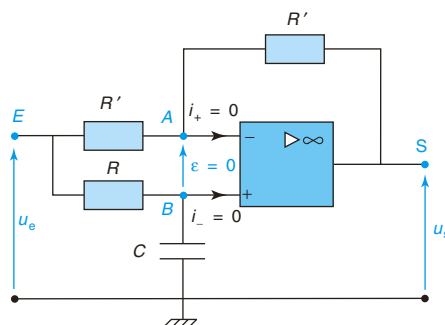 R'
E
R'
A
i₊ = 0
−
▷ ∞
S
R
ε = 0
B
i₋ = 0
+
uₑ
C
uₛ